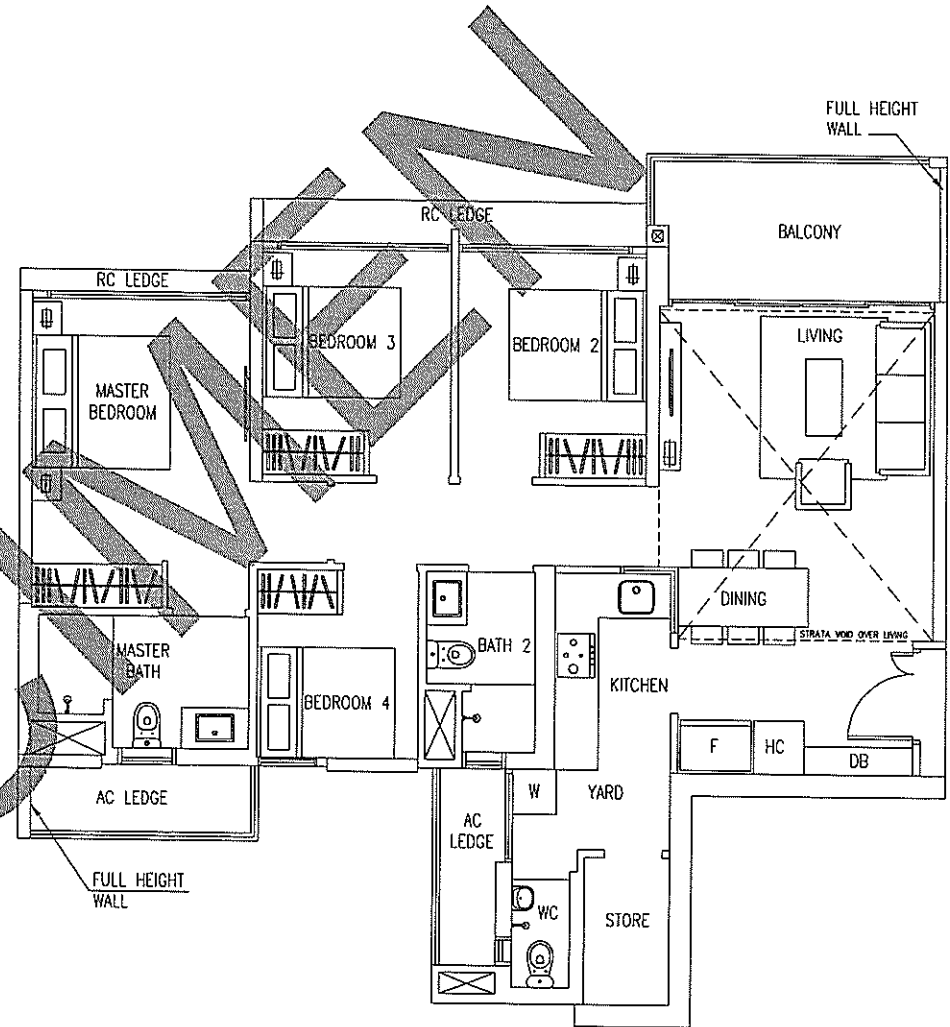 FULL HEIGHT
WALL
RC LEDGE
BALCONY
RC LEDGE
LIVING
BEDROOM 3
BEDROOM 2
MASTER
BEDROOM
DINING
STRATA VOID OVER LIVING
BATH 2
MASTER
BATH
KITCHEN
BEDROOM 4
F
HC
DB
AC LEDGE
W
YARD
AC
LEDGE
FULL HEIGHT
WALL
WC
STORE